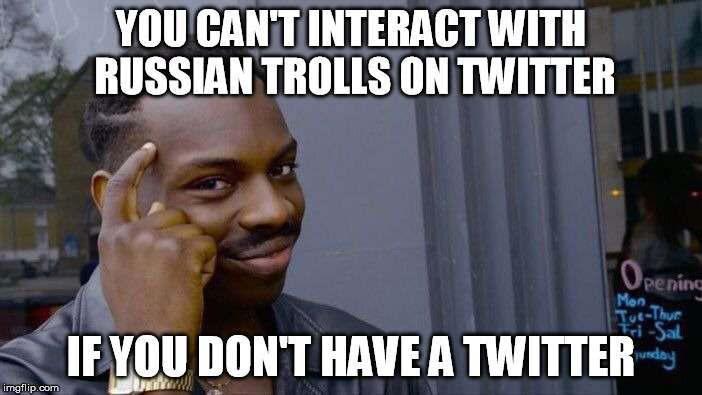 YOU CAN'T INTERACT WITH
RUSSIAN TROLLS ON TWITTER
Opening
Mon
Tue-Thur
Fri-Sat
Sunday
IF YOU DON'T HAVE A TWITTER
imgflip.com